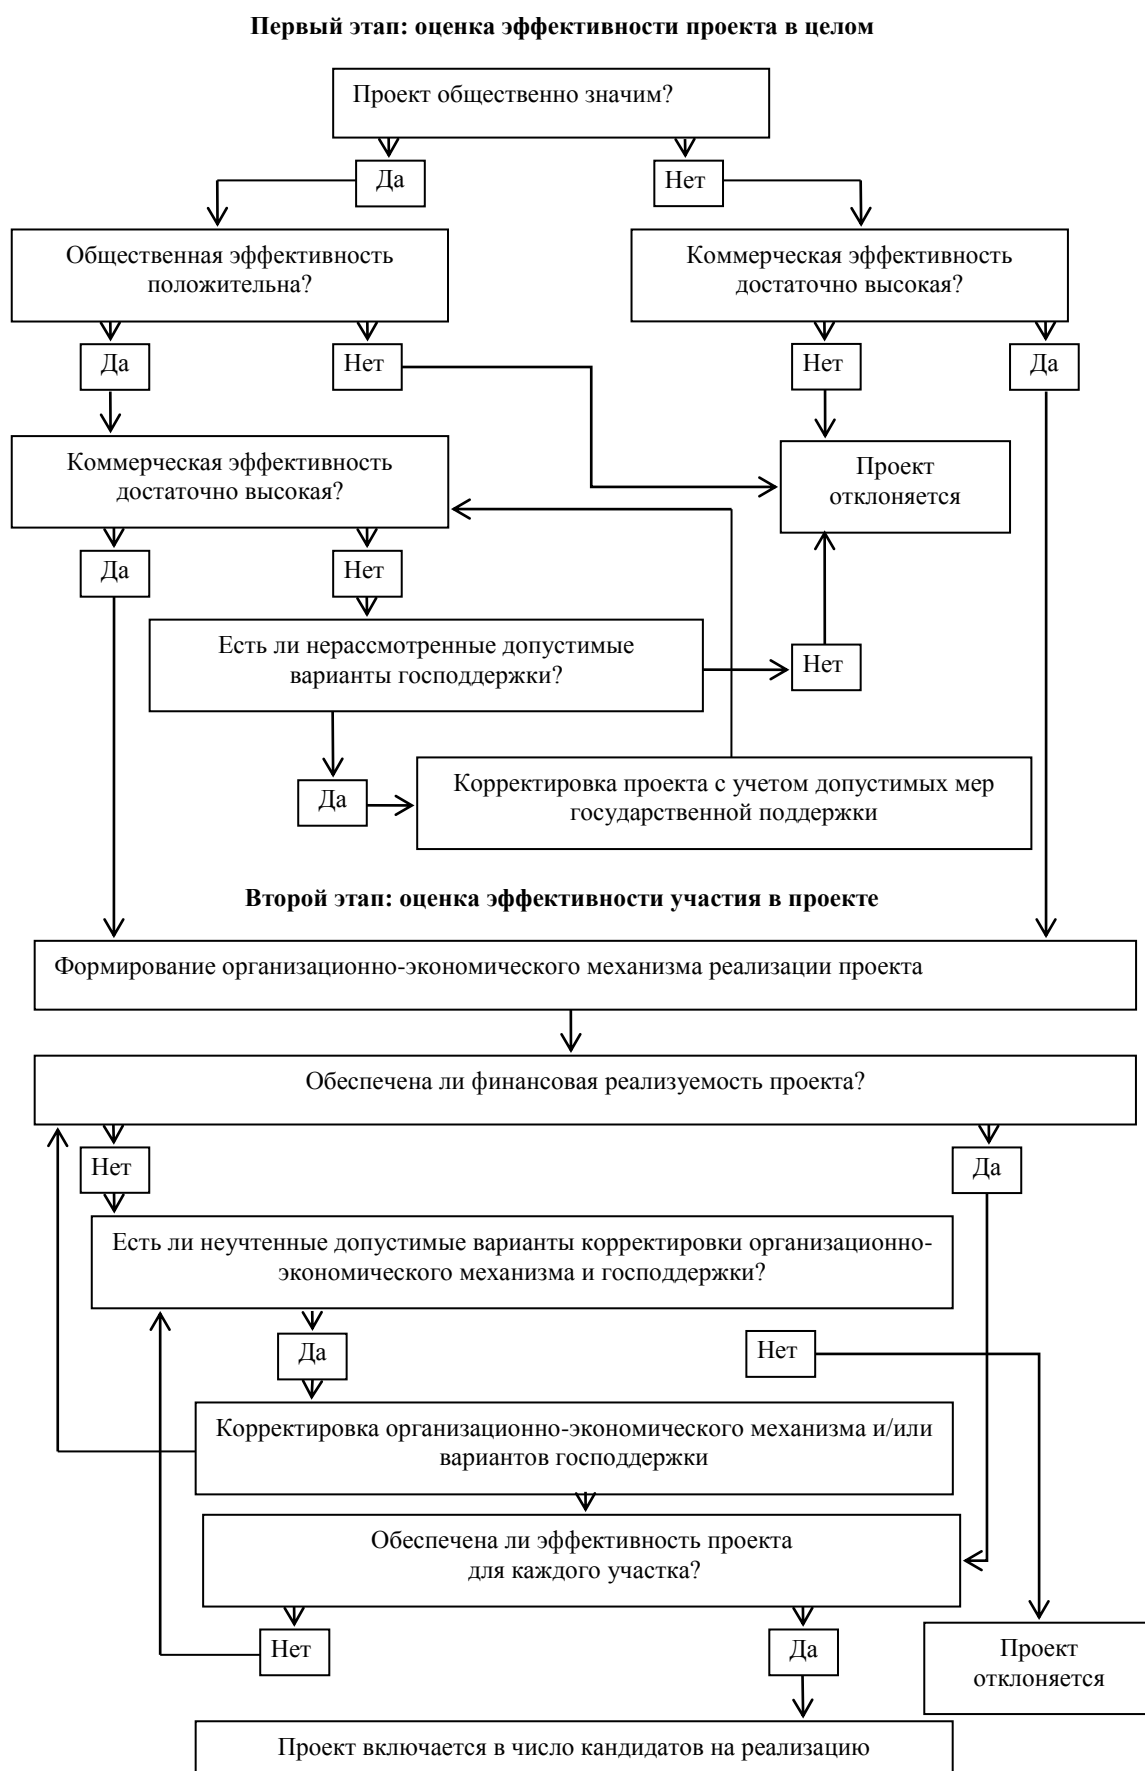 Первый этап: оценка эффективности проекта в целом
Проект общественно значим?
Да
Нет
Общественная эффективность
положительна?
Коммерческая эффективность
достаточно высокая?
Да
Нет
Нет
Да
Коммерческая эффективность
достаточно высокая?
Проект
отклоняется
Да
Нет
Есть ли нерассмотренные допустимые
варианты господдержки?
Нет
Да
Корректировка проекта с учетом допустимых мер
государственной поддержки
Второй этап: оценка эффективности участия в проекте
Формирование организационно-экономического механизма реализации проекта
Обеспечена ли финансовая реализуемость проекта?
Нет
Да
Есть ли неучтенные допустимые варианты корректировки организационно-
экономического механизма и господдержки?
Да
Нет
Корректировка организационно-экономического механизма и/или
вариантов господдержки
Обеспечена ли эффективность проекта
для каждого участка?
Нет
Да
Проект
отклоняется
Проект включается в число кандидатов на реализацию